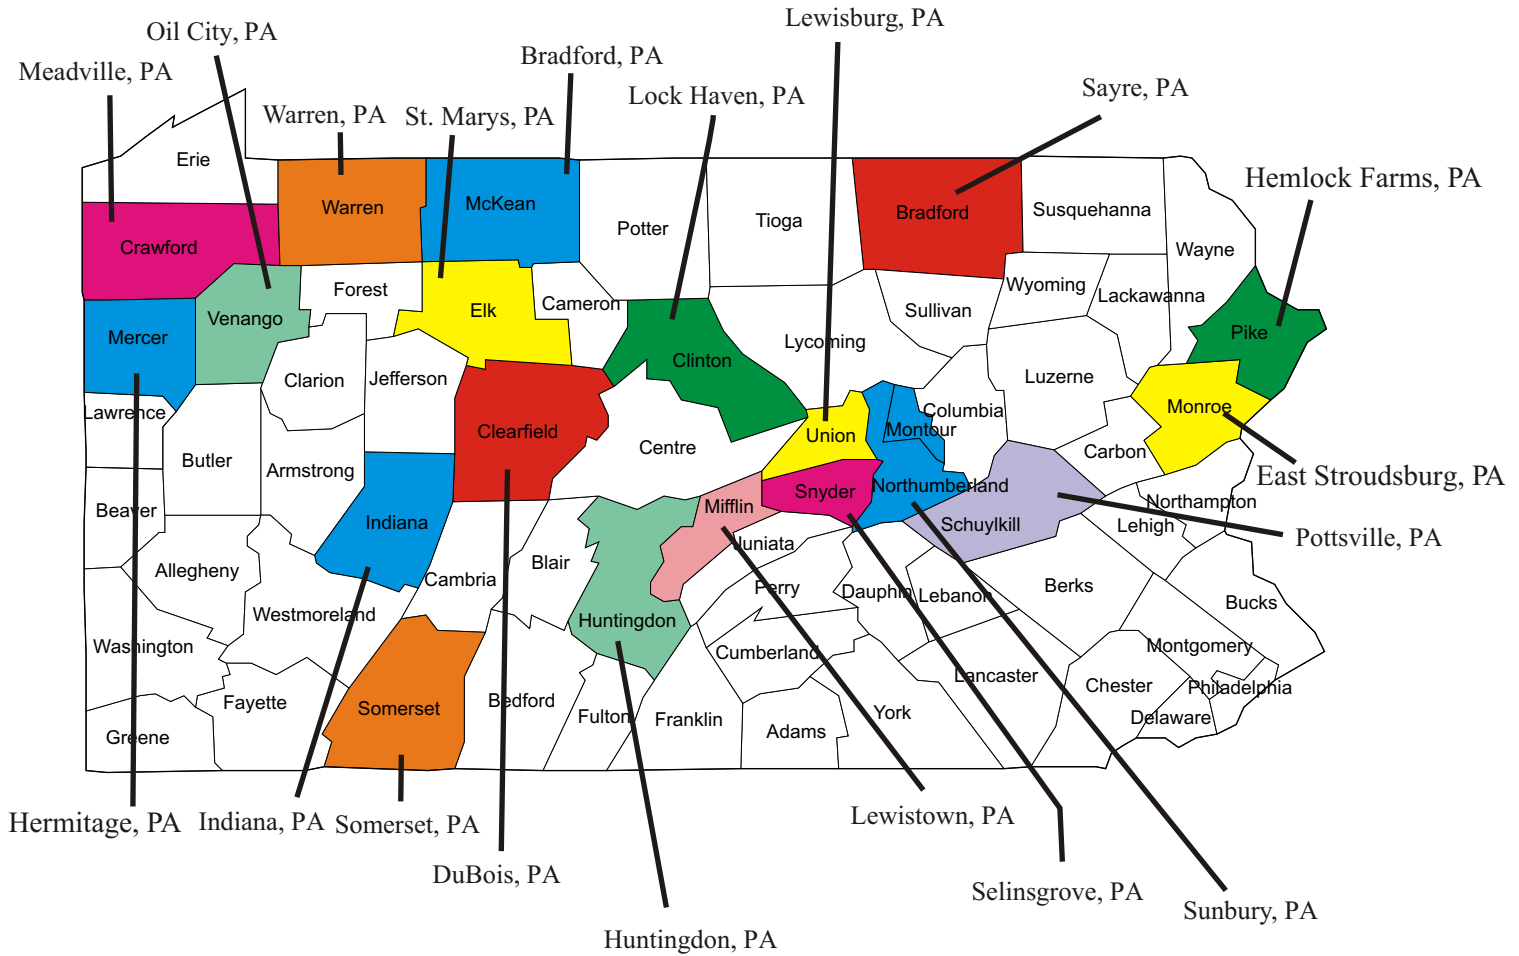 Lewisburg, PA
Oil City, PA
Bradford, PA
Meadville, PA
Lock Haven, PA
Sayre, PA
Warren, PA
St. Marys, PA
Hemlock Farms, PA
Erie
Warren
McKean
Potter
Tioga
Bradford
Susquehanna
Wayne
Crawford
Forest
Cameron
Wyoming
Lackawanna
Venango
Elk
Sullivan
Pike
Mercer
Clinton
Lycoming
Clarion
Jefferson
Luzerne
Monroe
Lawrence
Columbia
Montour
Union
Clearfield
Centre
Carbon
Butler
Armstrong
East Stroudsburg, PA
Snyder
Northumberland
Northampton
Beaver
Indiana
Mifflin
Schuylkill
Lehigh
Pottsville, PA
Juniata
Allegheny
Cambria
Blair
Perry
Dauphin
Lebanon
Berks
Bucks
Westmoreland
Huntingdon
Washington
Cumberland
Montgomery
Lancaster
Chester
Philadelphia
Fayette
Somerset
Bedford
Fulton
Franklin
Adams
York
Delaware
Greene
Hermitage, PA
Indiana, PA
Somerset, PA
Lewistown, PA
DuBois, PA
Selinsgrove, PA
Sunbury, PA
Huntingdon, PA